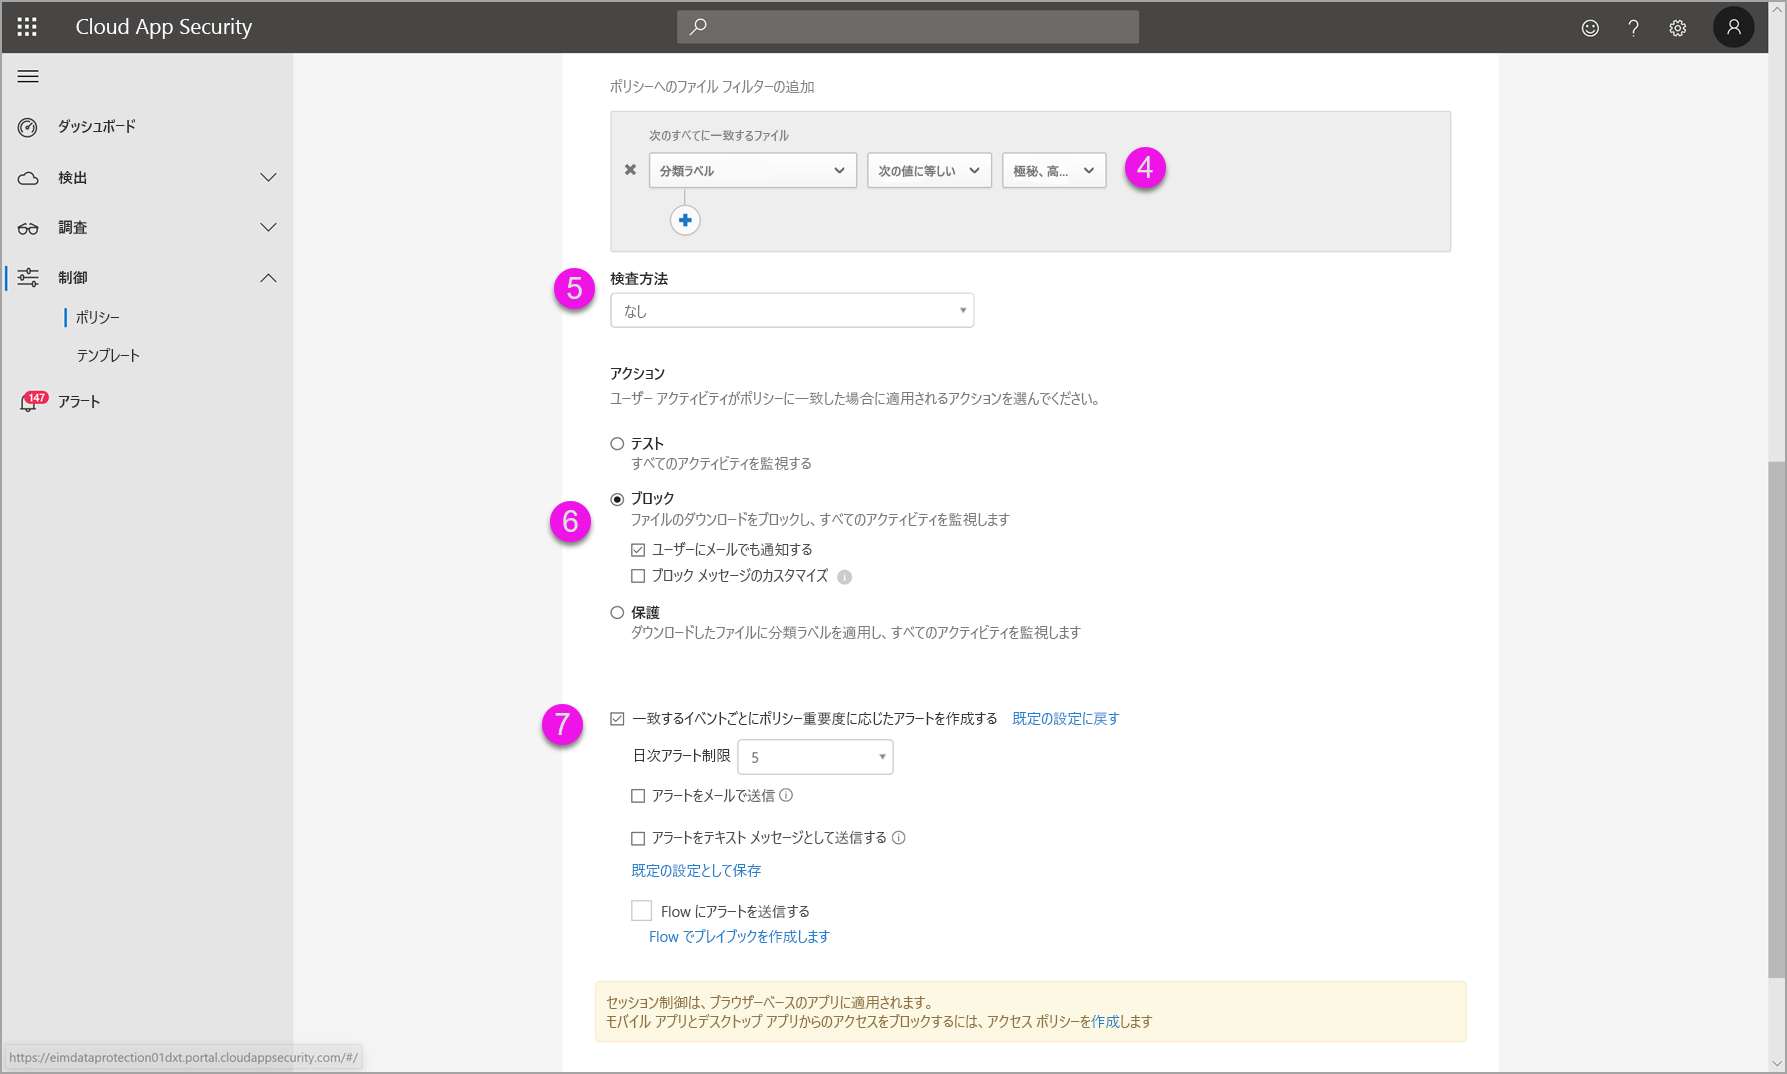 Cloud App Security
ダッシュボード
検出
調査
制御
ポリシー
テンプレート
147
アラート
ポリシーへのファイル フィルターの追加
次のすべてに一致するファイル
分類ラベル
次の値に等しい
極秘、高...
4
5
検査方法
なし
アクション
ユーザー アクティビティがポリシーに一致した場合に適用されるアクションを選んでください。
テスト
すべてのアクティビティを監視する
6
ブロック
ファイルのダウンロードをブロックし、すべてのアクティビティを監視します
ユーザーにメールでも通知する
ブロック メッセージのカスタマイズ
保護
ダウンロードしたファイルに分類ラベルを適用し、すべてのアクティビティを監視します
7
一致するイベントごとにポリシー重要度に応じたアラートを作成する 既定の設定に戻す
日次アラート制限 5
アラートをメールで送信
アラートをテキスト メッセージとして送信する
既定の設定として保存
Flow にアラートを送信する
Flow でプレイブックを作成します
セッション制御は、ブラウザーベースのアプリに適用されます。
モバイル アプリとデスクトップ アプリからのアクセスをブロックするには、アクセス ポリシーを作成します
https://eimdataprotection01dxt.portal.cloudappsecurity.com/#/